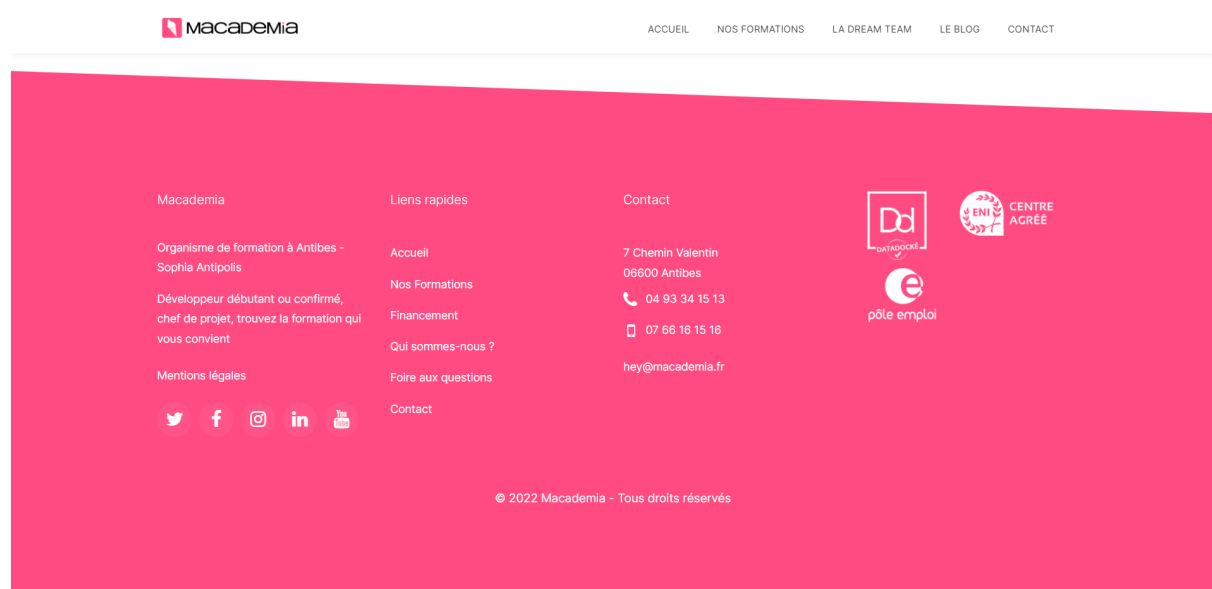 Macademia
ACCUEIL NOS FORMATIONS LA DREAM TEAM LE BLOG CONTACT
Macademia
Organisme de formation à Antibes -
Sophia Antipolis
Développeur débutant ou confirmé,
chef de projet, trouvez la formation qui
vous convient
Mentions légales
You
Tube
Liens rapides
Accueil
Nos Formations
Financement
Qui sommes-nous ?
Foire aux questions
Contact
Contact
7 Chemin Valentin
06600 Antibes
04 93 34 15 13
07 66 16 15 16
hey@macademia.fr
Dd
DATADOCKÉ
ENI
CENTRE
AGRÉÉ
pôle emploi
© 2022 Macademia - Tous droits réservés